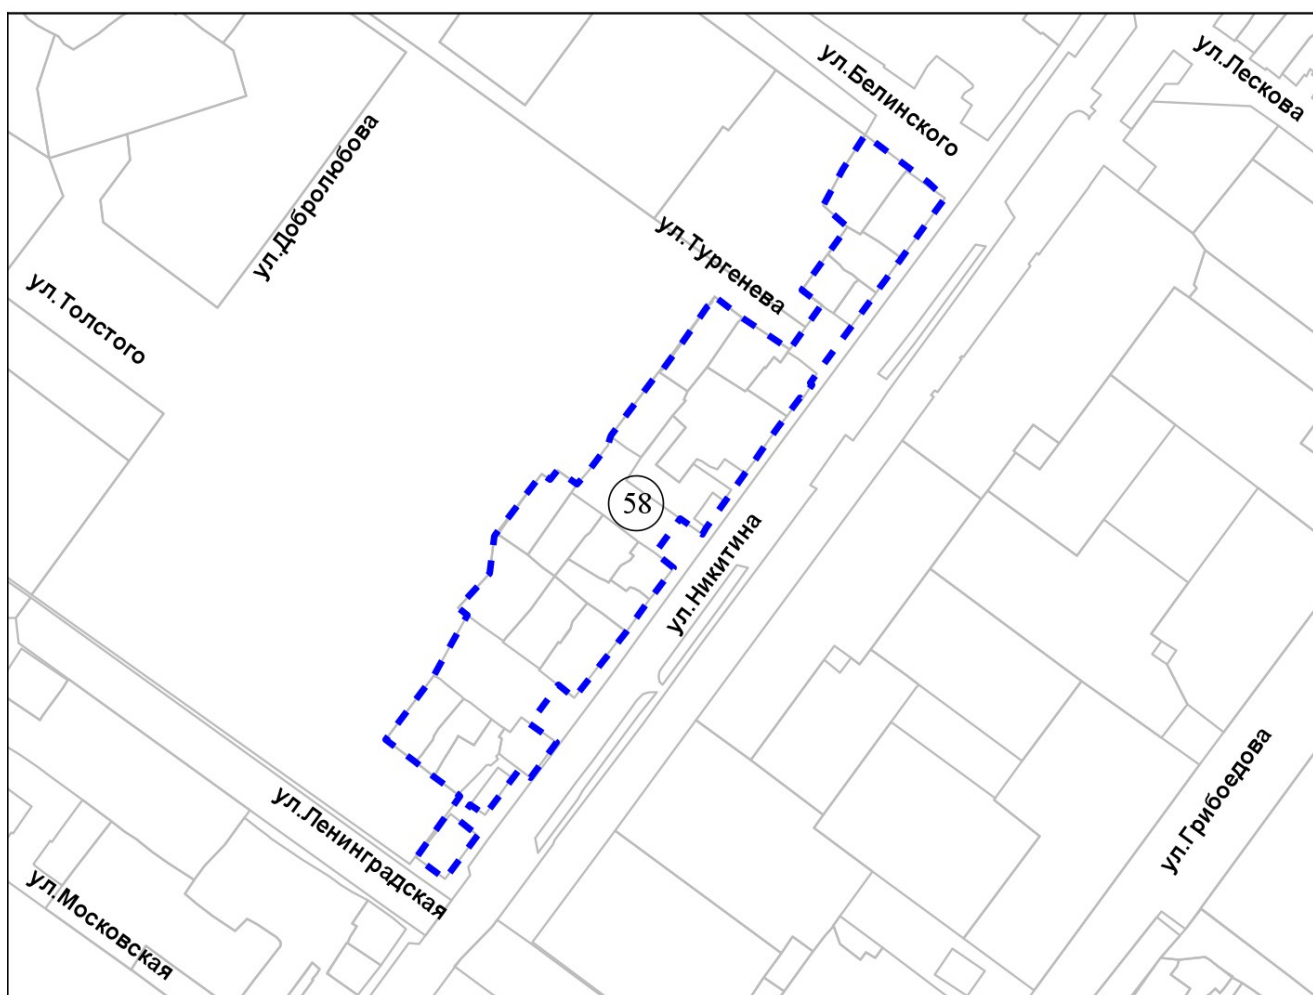 ул.Белинского
ул.Лескова
ул.Добролюбова
ул.Тургенева
ул.Толстого
58
ул.Никитина
ул.Грибоедова
ул.Ленинградская
ул.Московская